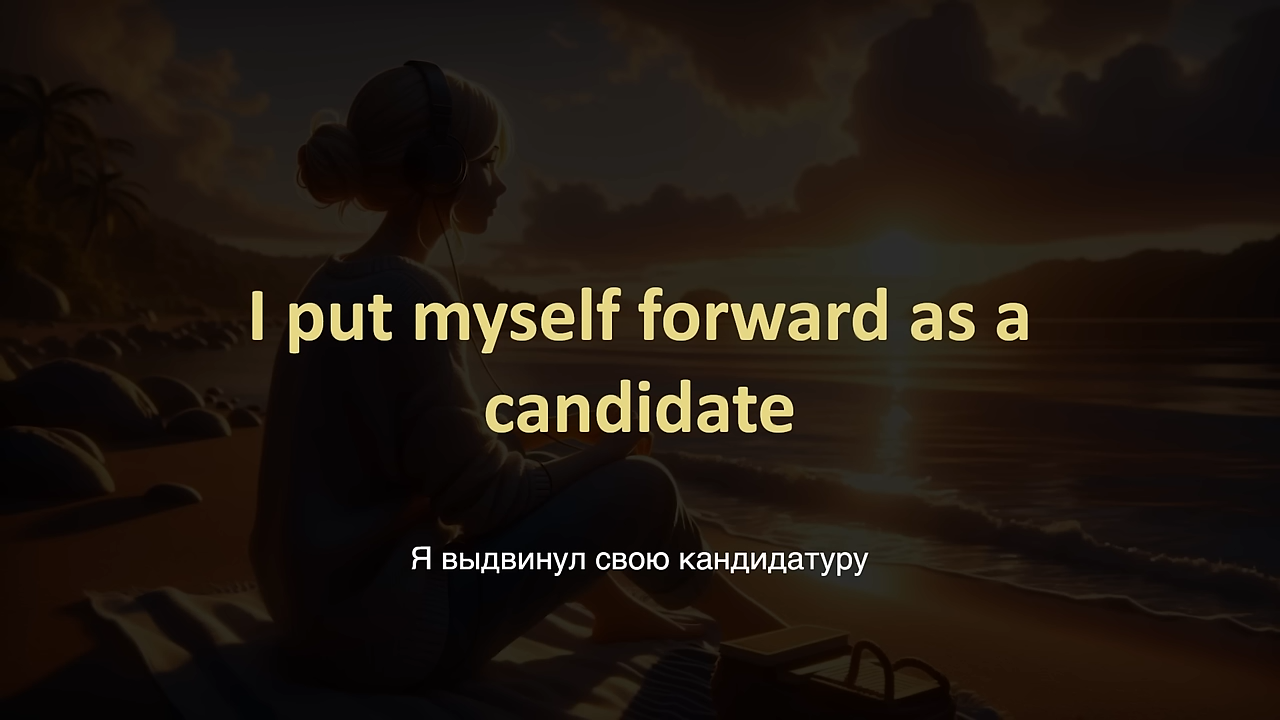 I put myself forward as a
candidate
Я выдвинул свою кандидатуру